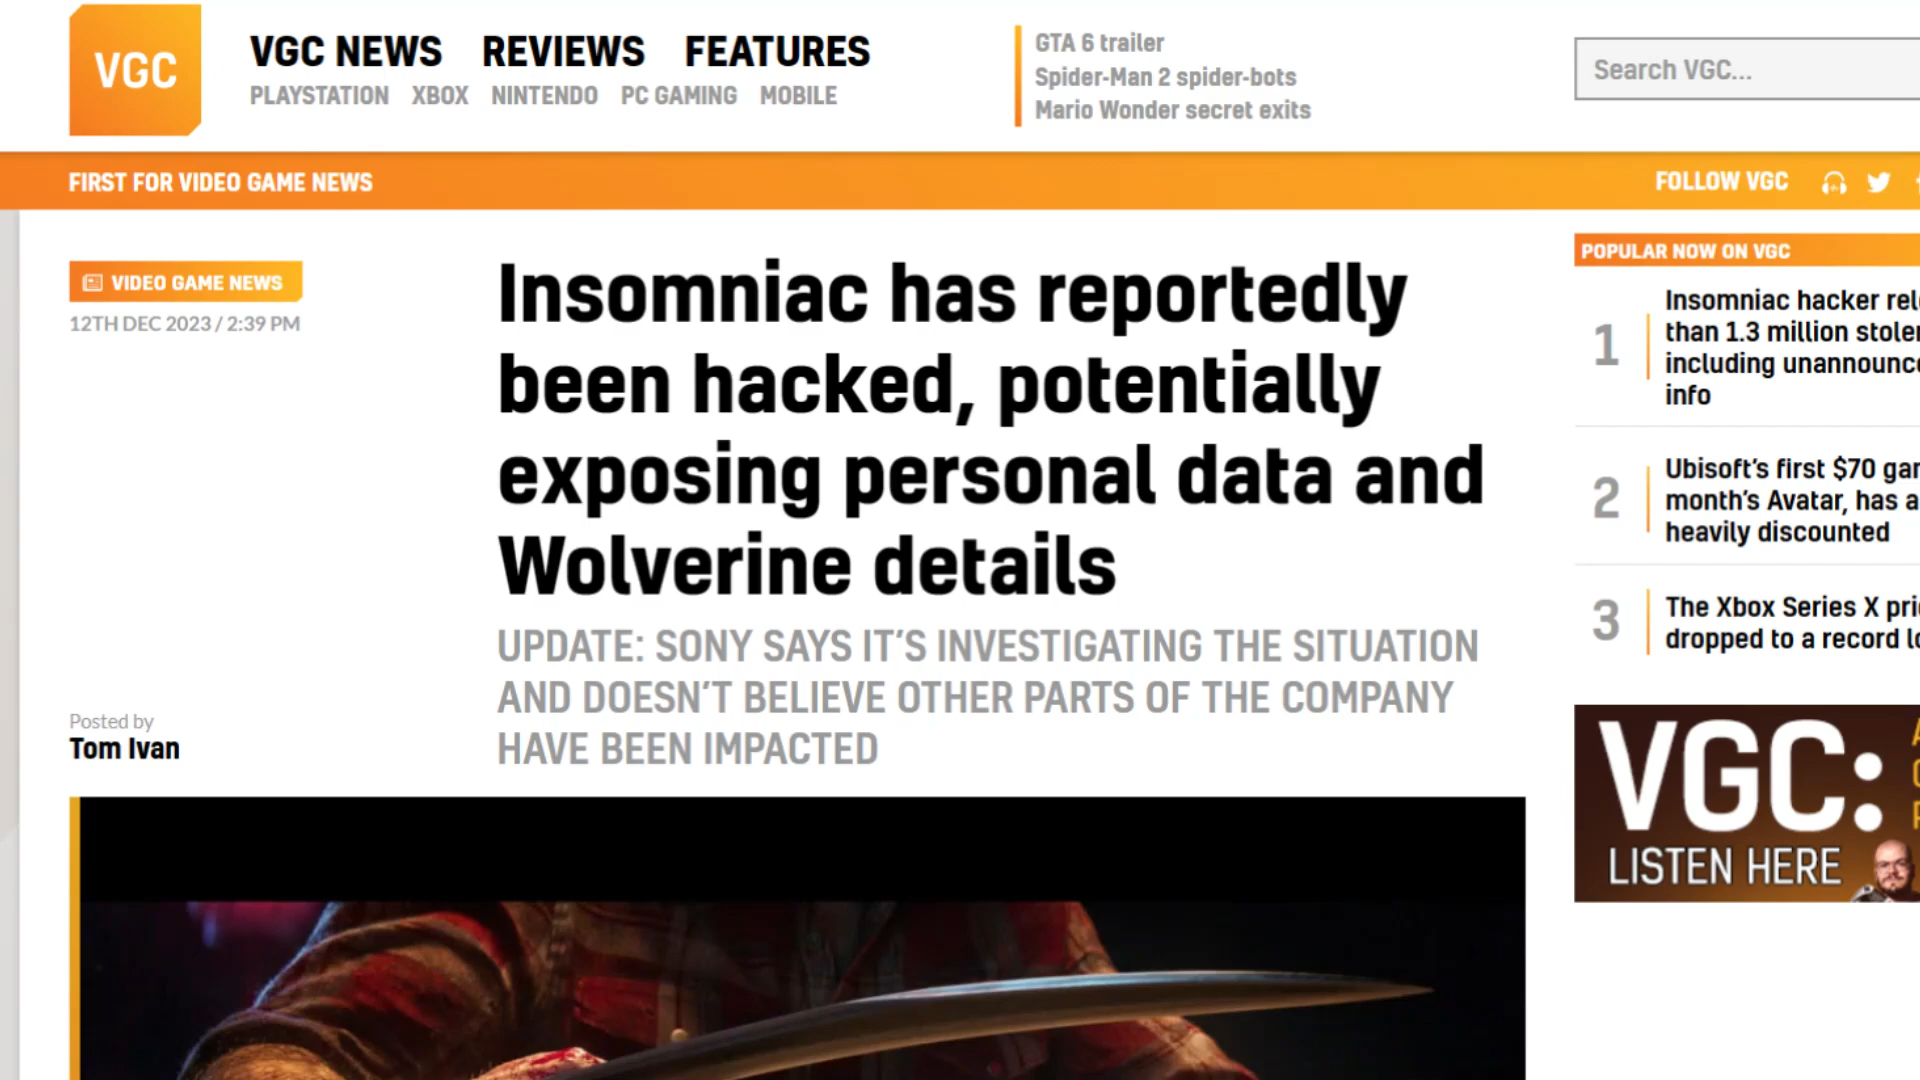 VGC
VGC NEWS REVIEWS FEATURES
PLAYSTATION XBOX NINTENDO PC GAMING MOBILE
GTA 6 trailer
Spider-Man 2 spider-bots
Mario Wonder secret exits
Search VGC...
FIRST FOR VIDEO GAME NEWS
FOLLOW VGC
VIDEO GAME NEWS
12TH DEC 2023 / 2:39 PM
Insomniac has reportedly
been hacked, potentially
exposing personal data and
Wolverine details
UPDATE: SONY SAYS IT'S INVESTIGATING THE SITUATION
AND DOESN'T BELIEVE OTHER PARTS OF THE COMPANY
HAVE BEEN IMPACTED
Posted by
Tom Ivan
POPULAR NOW ON VGC
1
Insomniac hacker
than 1.3 million
including
info
2
Ubisoft's first $70
month's Avatar, has
heavily discounted
3
The Xbox Series X
dropped to a record
VGC:
LISTEN HERE